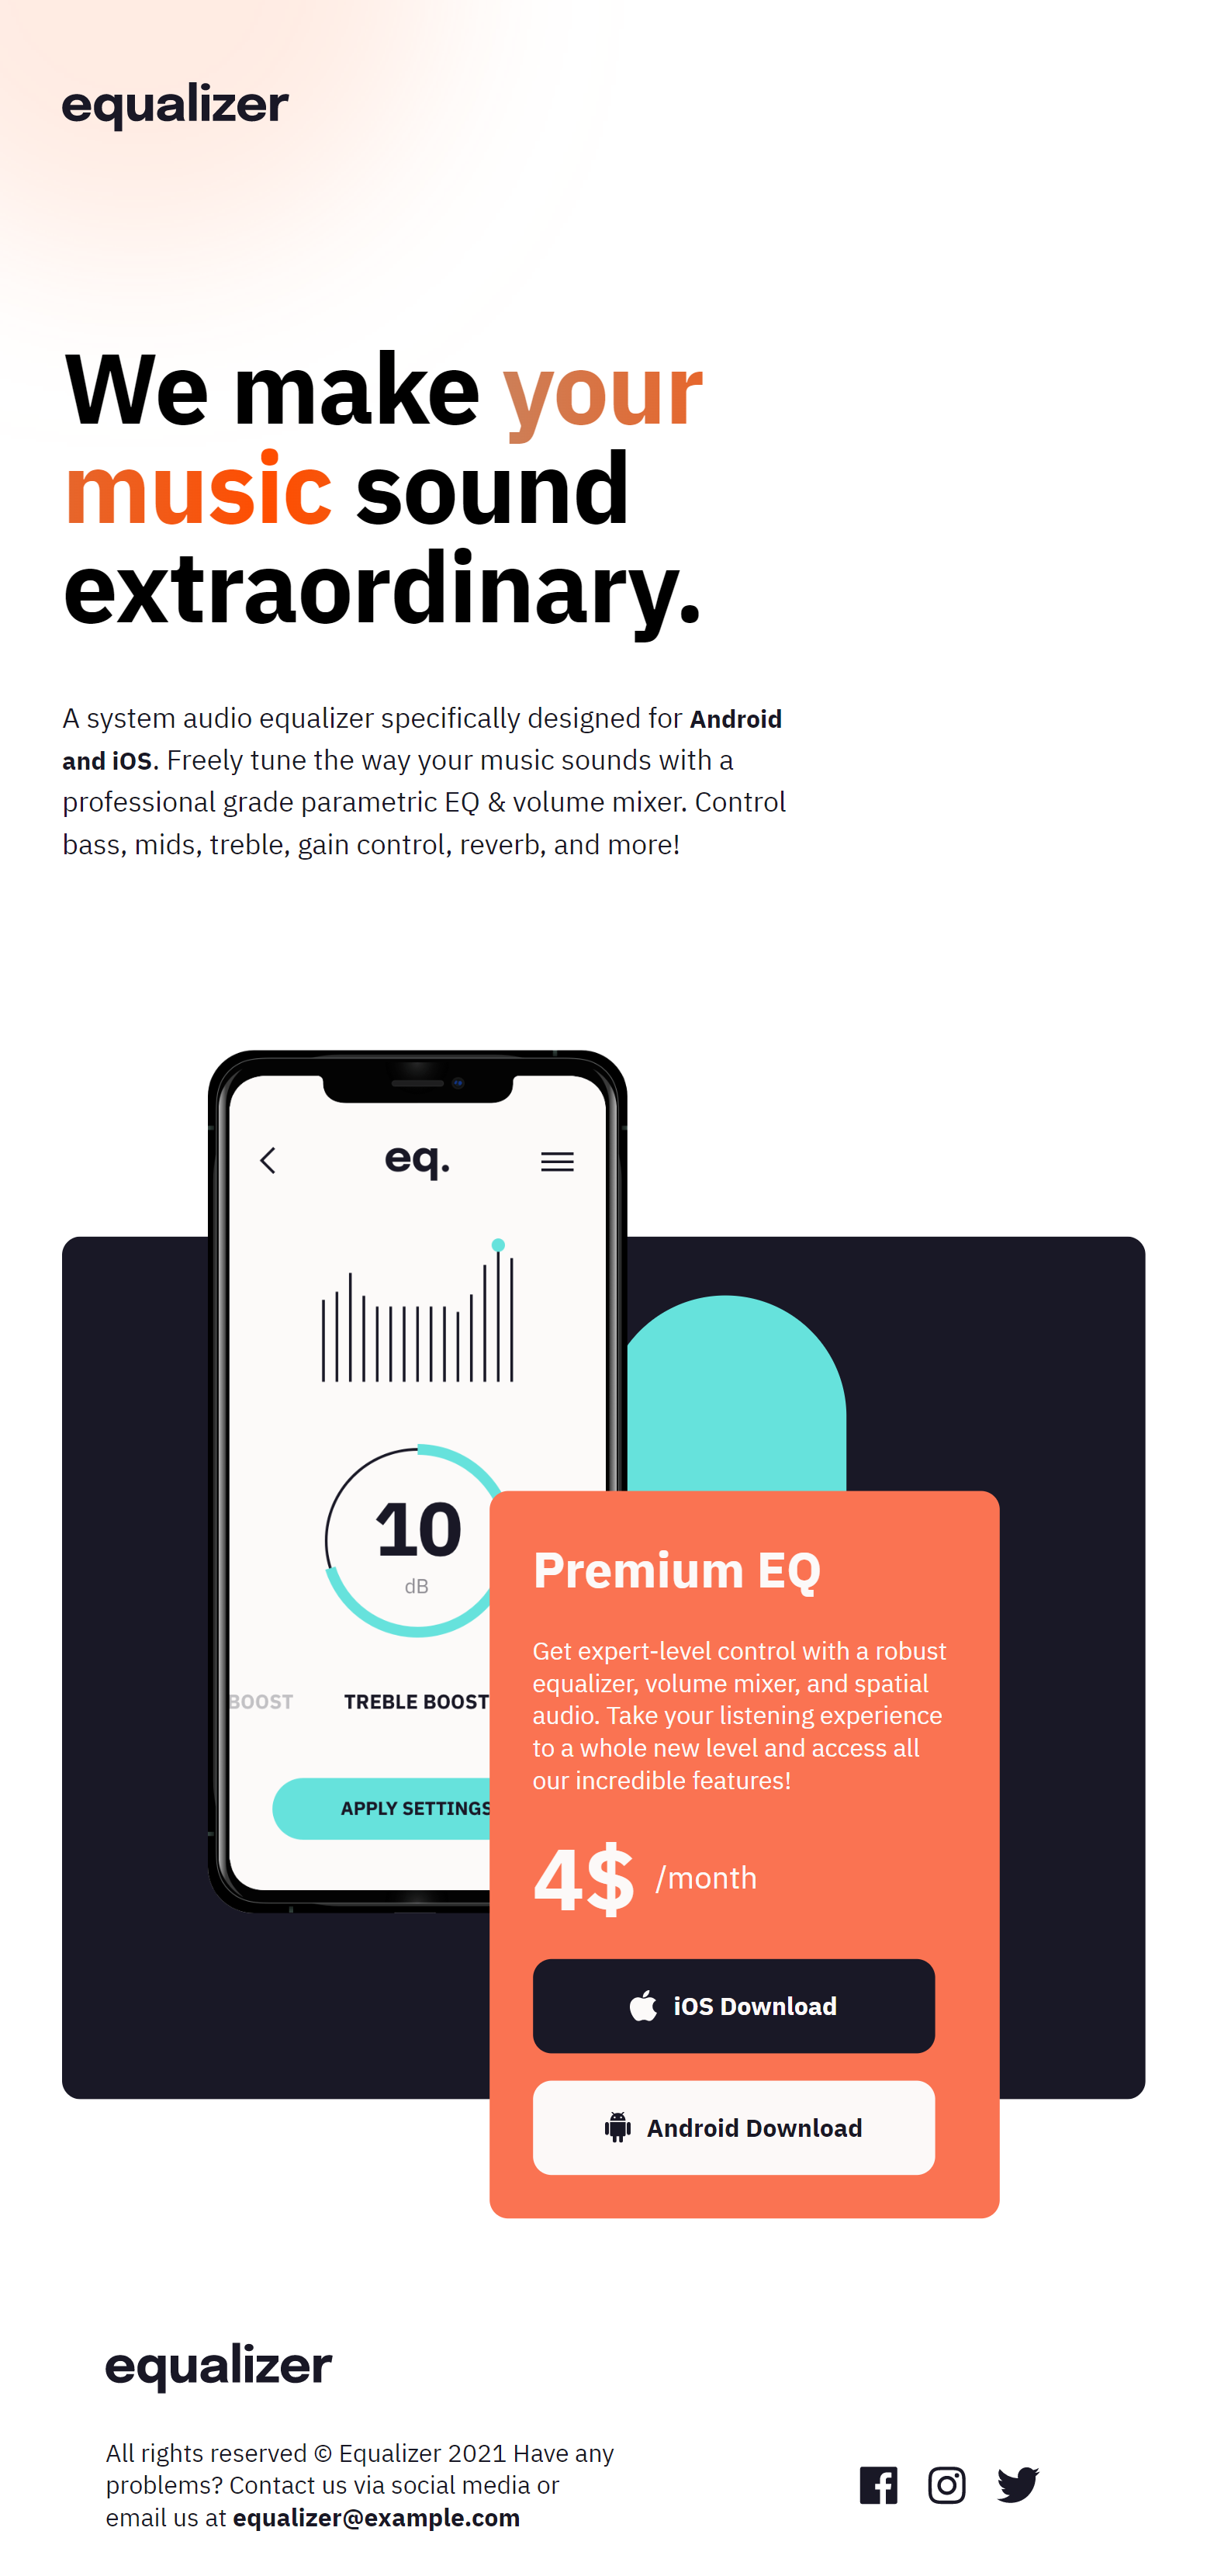 equalizer
We make your
music sound
extraordinary.
A system audio equalizer specifically designed for Android
and iOS. Freely tune the way your music sounds with a
professional grade parametric EQ & volume mixer. Control
bass, mids, treble, gain control, reverb, and more!
eq.
10
dB
BOOST TREBLE BOOST
APPLY SETTINGS
Premium EQ
Get expert-level control with a robust
equalizer, volume mixer, and spatial
audio. Take your listening experience
to a whole new level and access all
our incredible features!
4$ /month
iOS Download
Android Download
equalizer
All rights reserved © Equalizer 2021 Have any
problems? Contact us via social media or
email us at equalizer@example.com